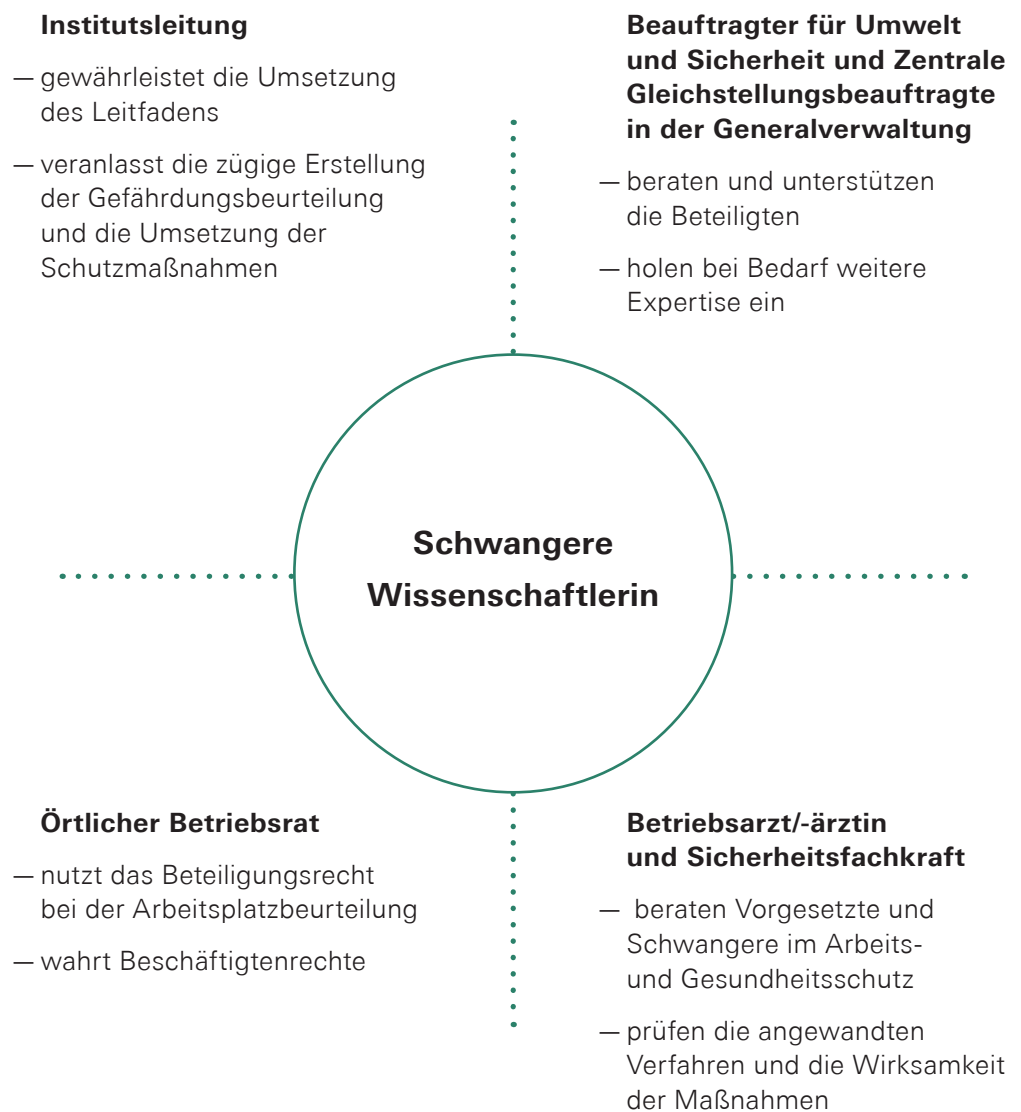 Institutsleitung
— gewährleistet die Umsetzung
des Leitfadens
— veranlasst die zügige Erstellung
der Gefährdungsbeurteilung
und die Umsetzung der
Schutzmaßnahmen
Beauftragter für Umwelt
und Sicherheit und Zentrale
Gleichstellungsbeauftragte
in der Generalverwaltung
— beraten und unterstützen
die Beteiligten
— holen bei Bedarf weitere
Expertise ein
Schwangere
Wissenschaftlerin
Örtlicher Betriebsrat
— nutzt das Beteiligungsrecht
bei der Arbeitsplatzbeurteilung
— wahrt Beschäftigtenrechte
Betriebsarzt/-ärztin
und Sicherheitsfachkraft
— beraten Vorgesetzte und
Schwangere im Arbeits-
und Gesundheitsschutz
— prüfen die angewandten
Verfahren und die Wirksamkeit
der Maßnahmen